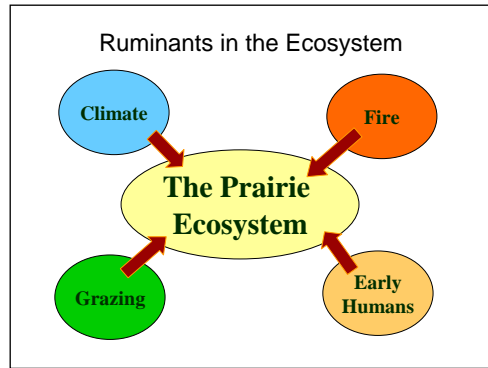 Ruminants in the Ecosystem
Climate
Fire
The Prairie
Ecosystem
Grazing
Early
Humans